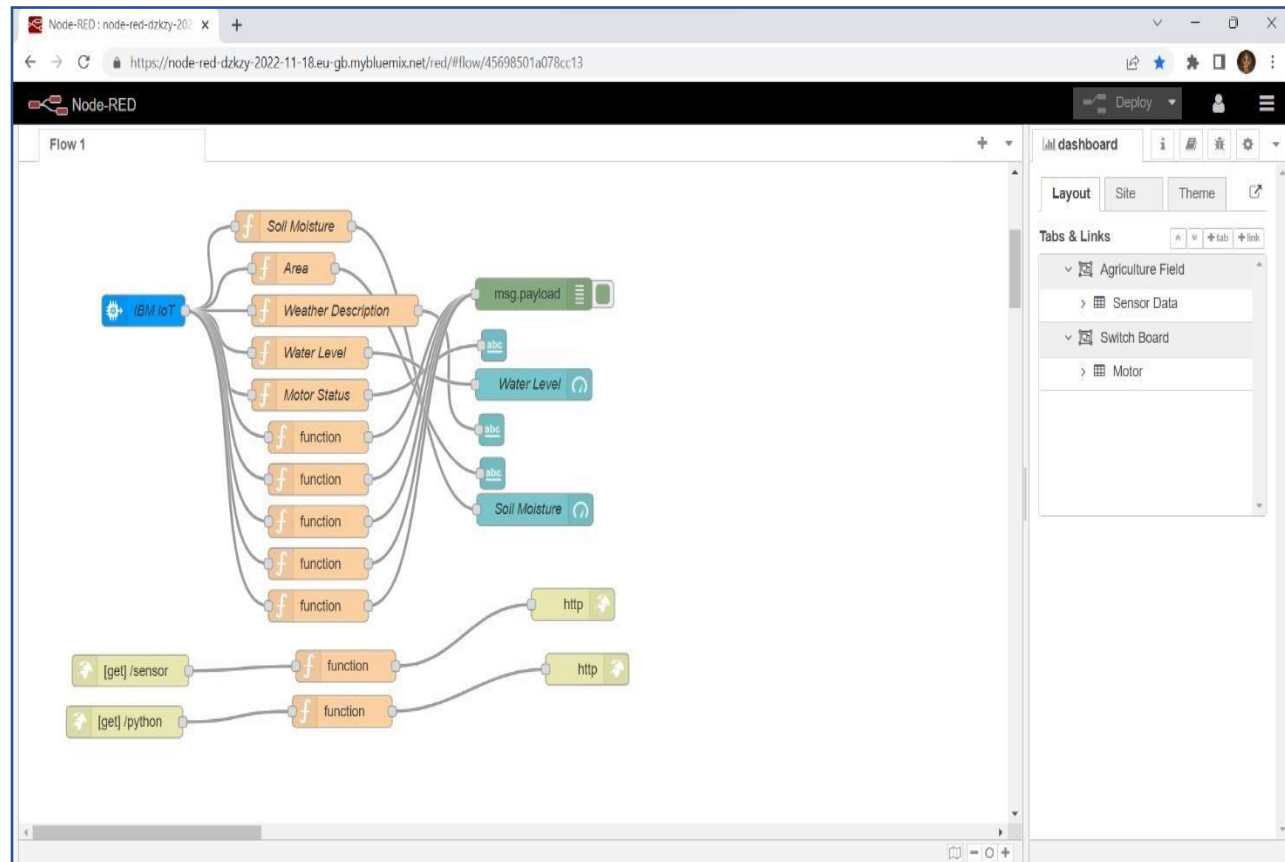 Node-RED : node-red-dzkzy-202
https://node-red-dzkzy-2022-11-18.eu-gb.mybluemix.net/red/#flow/45698501a078cc13
Node-RED
Deploy
Flow 1
dashboard
i
Layout
Site
Theme
Tabs & Links
+tab
+link
Agriculture Field
Sensor Data
Switch Board
Motor
Soil Moisture
Area
IBM IoT
Weather Description
msg.payload
abc
Water Level
Water Level
Motor Status
function
abc
function
abc
function
Soil Moisture
function
function
http
[get] /sensor
function
http
[get] /python
function